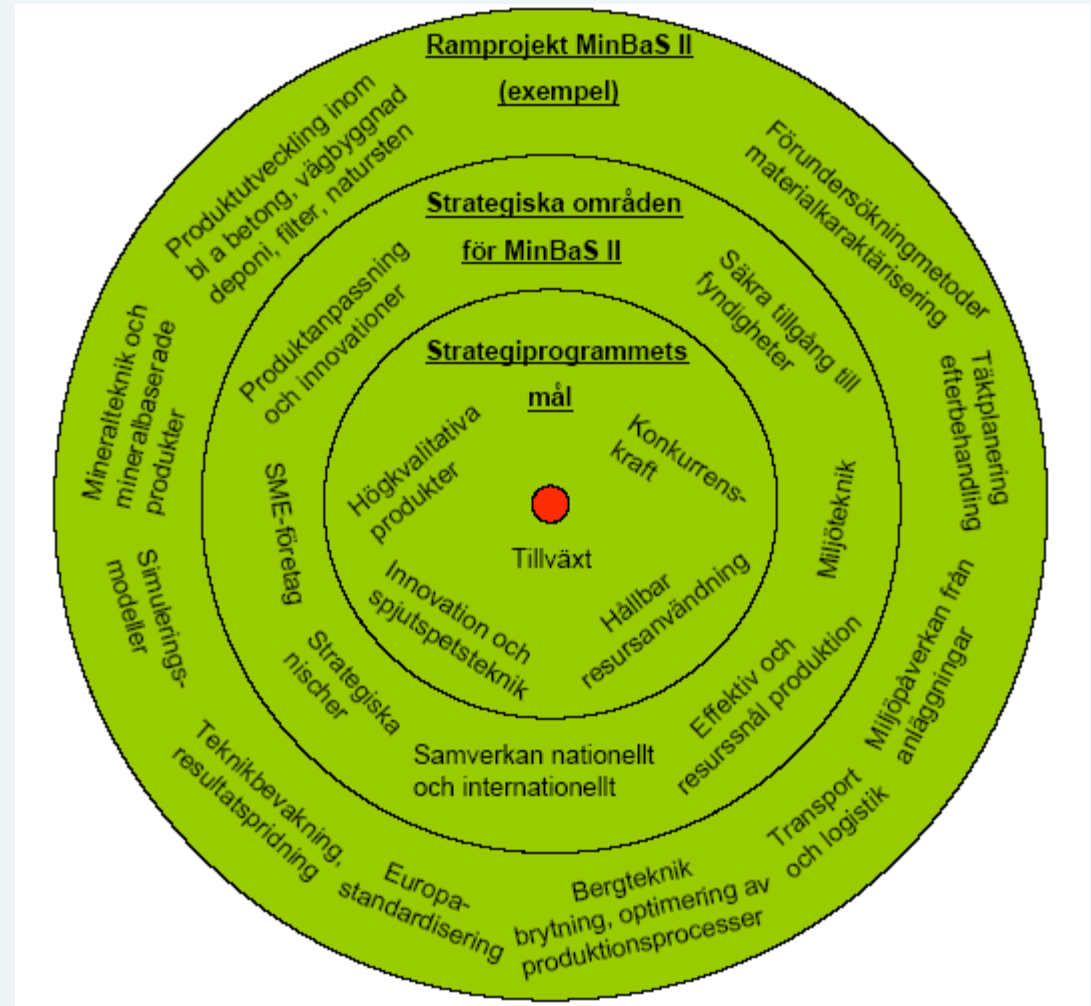 Ramprojekt MinBaS II
(exempel)
Produktutveckling inom
bl a betong, vägbyggnad
deponi, filter, natursten
Förundersökningmetoder
materialkaraktärisering
Täktplanering
efterbehandling
Miljöpåverkan från
anläggningar
Transport
och logistik
Bergteknik
brytning, optimering av
produktionsprocesser
Europa-
standardisering
Teknikbevakning,
resultatspridning
Simulerings-
modeller
Mineralteknik och
mineralbaserade
produkter
Strategiska områden
för MinBaS II
Produktanpassning
och innovationer
Säkra tillgång till
fyndigheter
Miljöteknik
Effektiv och
resurssnål produktion
Samverkan nationellt
och internationellt
Strategiska
nischer
SME-företag
Strategiprogrammets
mål
Högkvalitativa
produkter
Konkurrens-
kraft
Tillväxt
Hållbar
resursanvändning
Innovation och
spjutspetsteknik